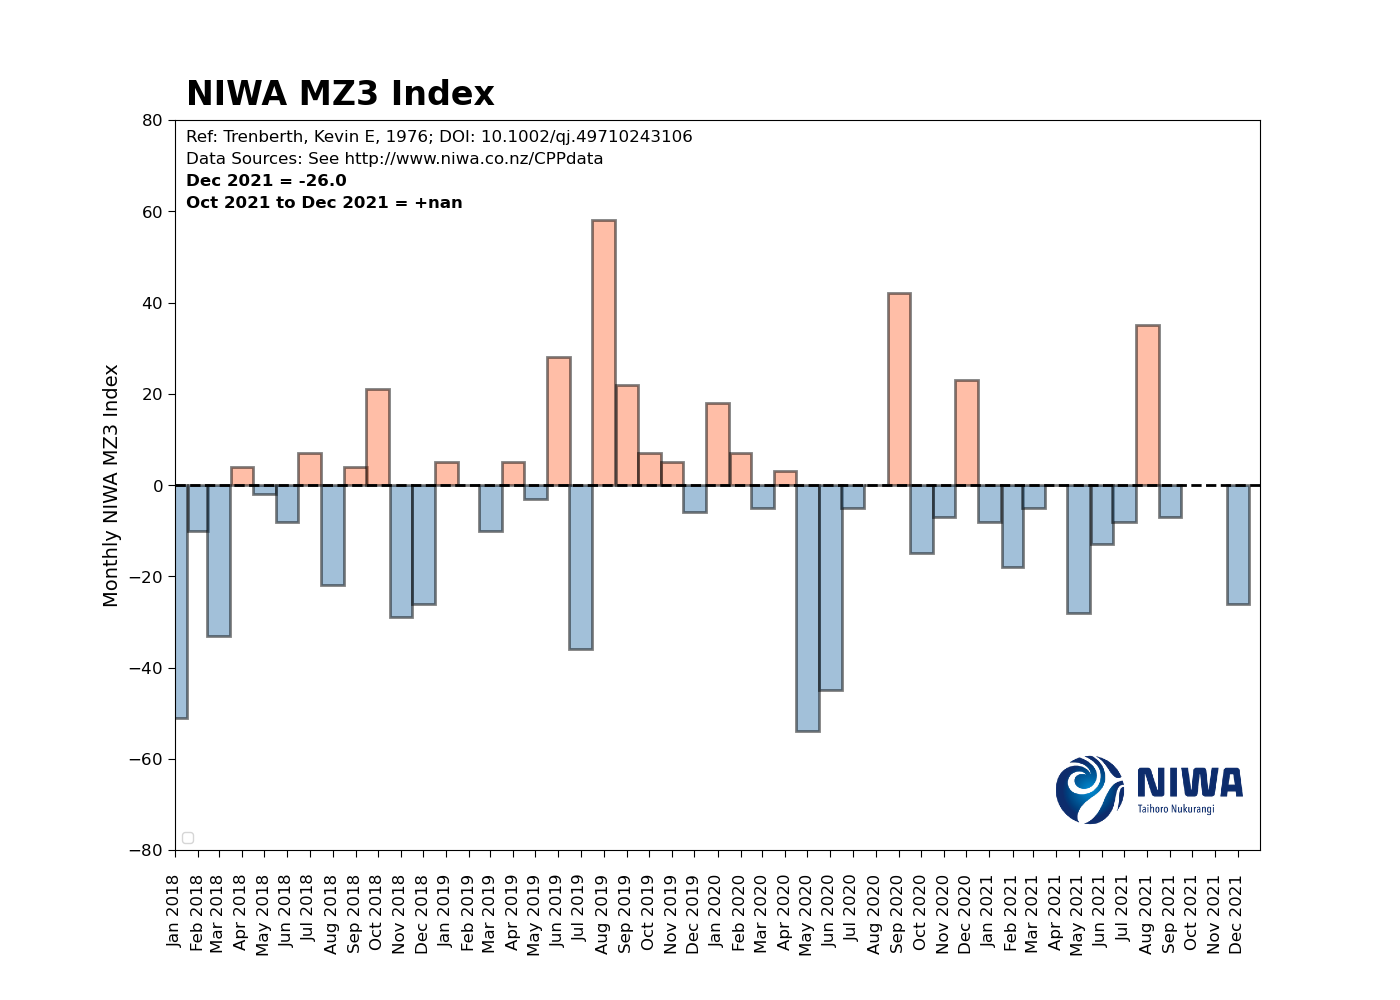 NIWA MZ3 Index
Ref: Trenberth, Kevin E, 1976; DOI: 10.1002/qj.49710243106
Data Sources: See http://www.niwa.co.nz/CPPdata
Dec 2021 = -26.0
Oct 2021 to Dec 2021 = +nan
Monthly NIWA MZ3 Index
80
60
40
20
0
−20
−40
−60
−80
NIWA
Taihoro Nukurangi
Jan 2018
Feb 2018
Mar 2018
Apr 2018
May 2018
Jun 2018
Jul 2018
Aug 2018
Sep 2018
Oct 2018
Nov 2018
Dec 2018
Jan 2019
Feb 2019
Mar 2019
Apr 2019
May 2019
Jun 2019
Jul 2019
Aug 2019
Sep 2019
Oct 2019
Nov 2019
Dec 2019
Jan 2020
Feb 2020
Mar 2020
Apr 2020
May 2020
Jun 2020
Jul 2020
Aug 2020
Sep 2020
Oct 2020
Nov 2020
Dec 2020
Jan 2021
Feb 2021
Mar 2021
Apr 2021
May 2021
Jun 2021
Jul 2021
Aug 2021
Sep 2021
Oct 2021
Nov 2021
Dec 2021